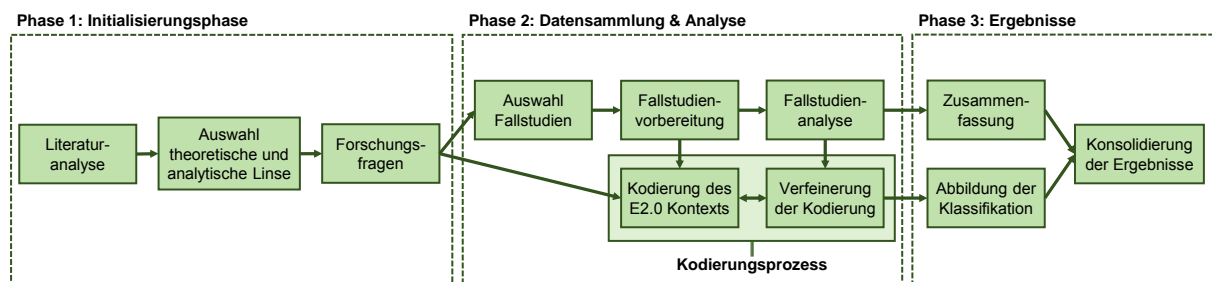 Phase 1: Initialisierungsphase
Literatur-
analyse
Auswahl
theoretische und
analytische Linse
Forschungs-
fragen
Phase 2: Datensammlung & Analyse
Auswahl
Fallstudien
Fallstudien-
vorbereitung
Fallstudien-
analyse
Kodierung des
E2.0 Kontexts
Verfeinerung
der Kodierung
Kodierungsprozess
Phase 3: Ergebnisse
Zusammen-
fassung
Abbildung der
Klassifikation
Konsolidierung
der Ergebnisse